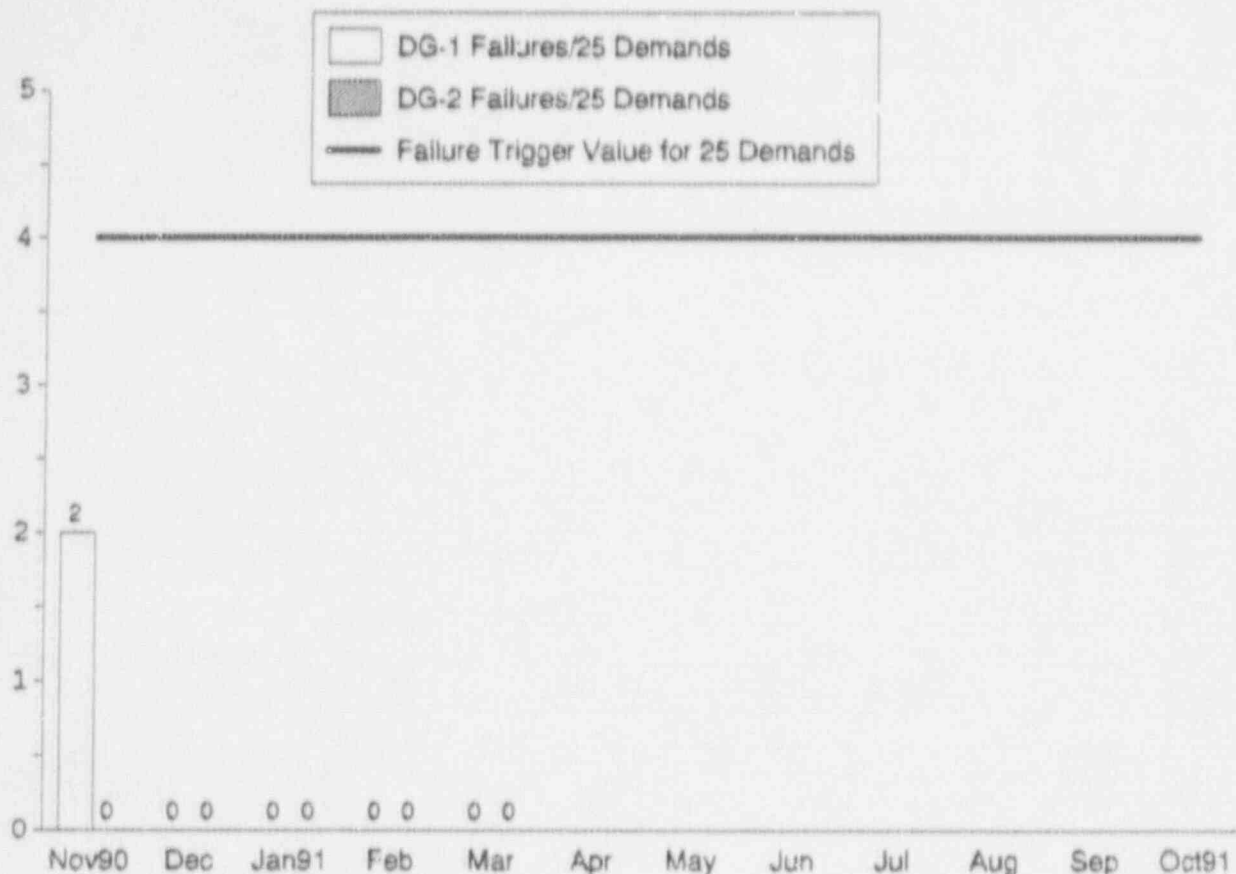 DG-1 Failures/25 Demands
DG-2 Failures/25 Demands
Failure Trigger Value for 25 Demands
5
4
3
2
1
0
2
0 0 0 0 0 0 0 0 0
Nov90 Dec Jan91 Feb Mar Apr May Jun Jul Aug Sep Oct91